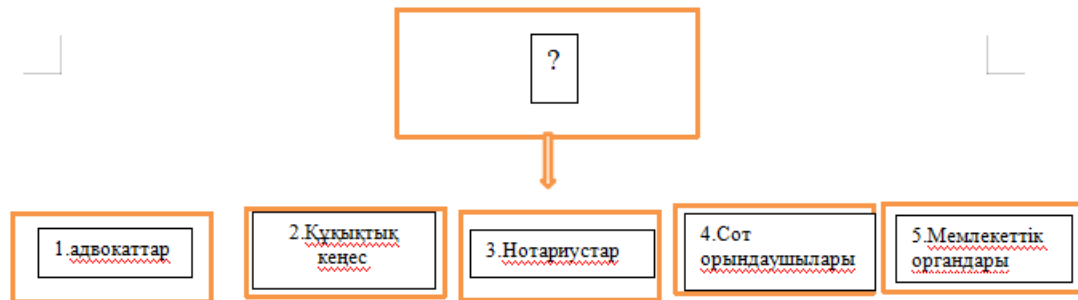 ?
1.адвокаттар
2.Құқықтық
кеңес
3.Нотариустар
4.Сот
орындаушылары
5.Мемлекеттік
органдары